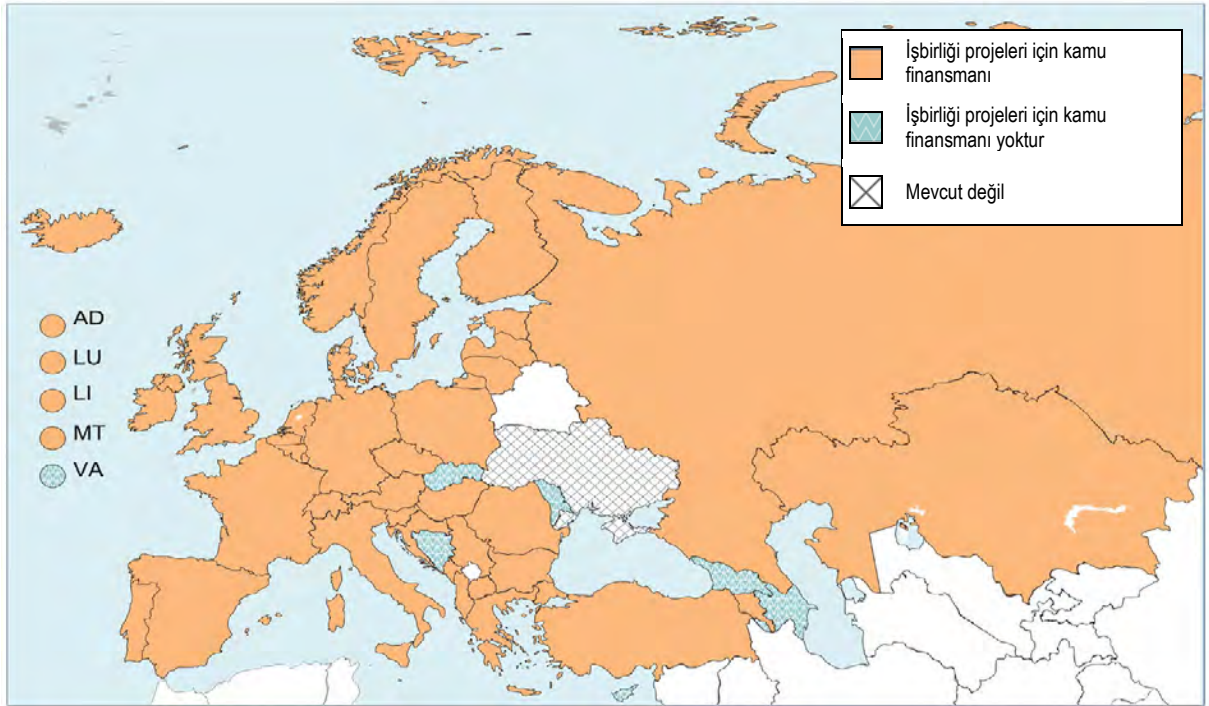 İşbirliği projeleri için kamu
finansmanı
İşbirliği projeleri için kamu
finansmanı yoktur
Mevcut değil
AD
LU
LI
MT
VA